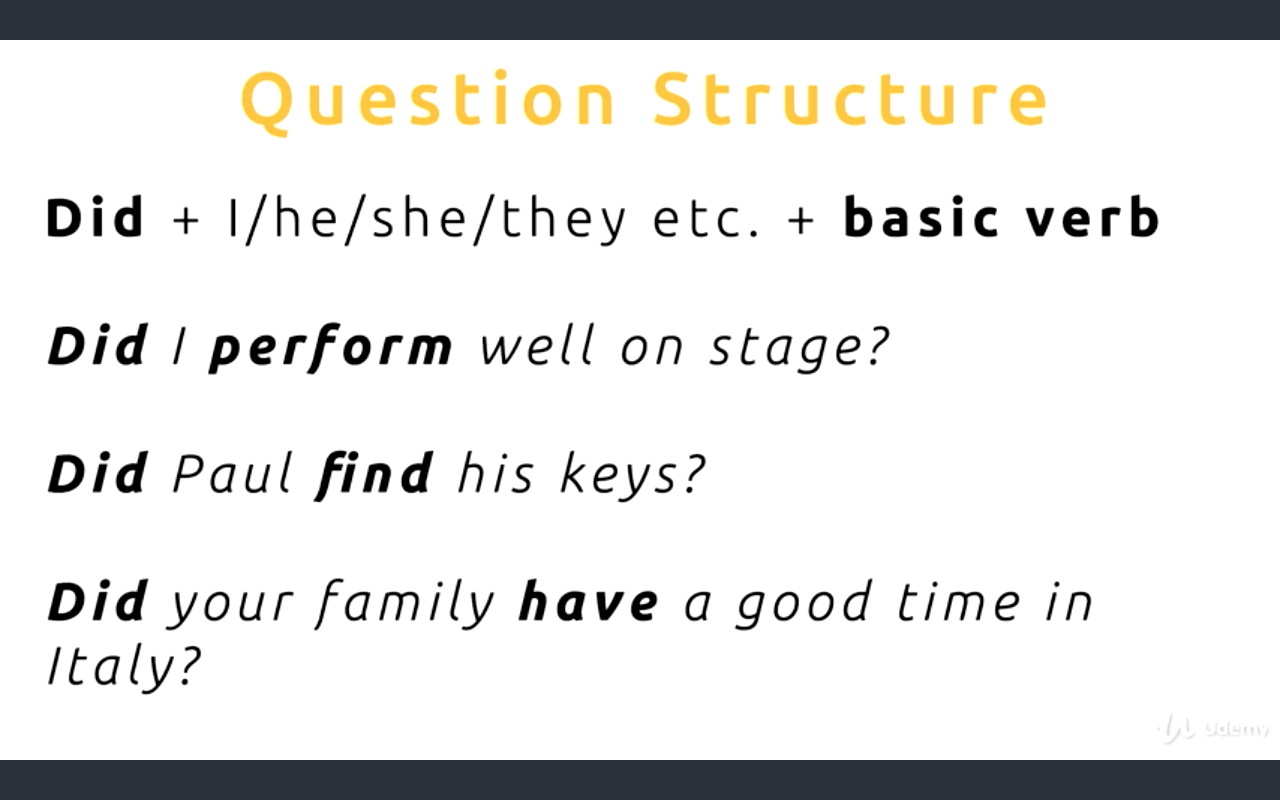 Question Structure
Did + I/he/she/they etc. + basic verb
Did I perform well on stage?
Did Paul find his keys?
Did your family have a good time in
Italy?
Udemy